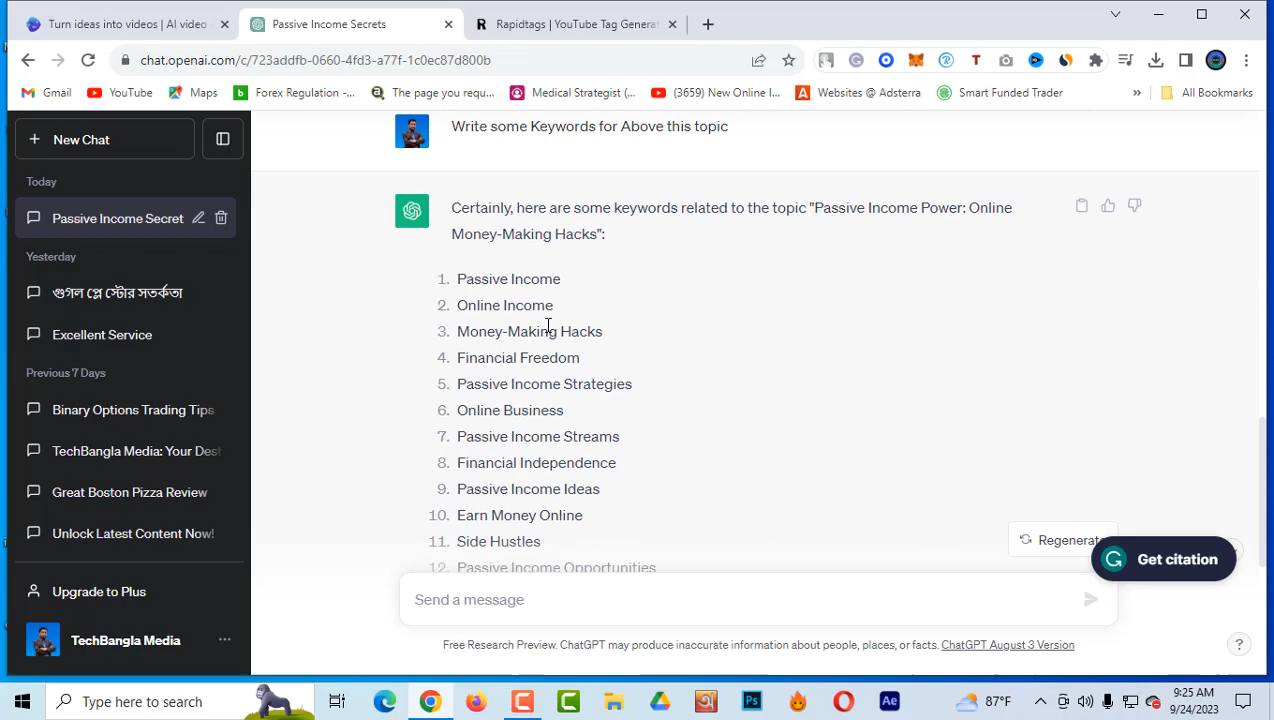 Turn ideas into videos | AI video
Passive Income Secrets
Rapidtags | YouTube Tag Generat
chat.openai.com/c/723addfb-0660-4fd3-a77f-1c0ec87d800b
Gmail
YouTube
Maps
Forex Regulation -...
The page you requ...
Medical Strategist (...
(3659) New Online I...
Websites @ Adsterra
Smart Funded Trader
»
All Bookmarks
New Chat
Today
Passive Income Secret
Yesterday
গুগল প্লে স্টোর সতর্কতা
Excellent Service
Previous 7 Days
Binary Options Trading Tips
TechBangla Media: Your Dest
Great Boston Pizza Review
Unlock Latest Content Now!
Upgrade to Plus
TechBangla Media
Write some Keywords for Above this topic
Certainly, here are some keywords related to the topic "Passive Income Power: Online
Money-Making Hacks":
1. Passive Income
2. Online Income
3. Money-Making Hacks
4. Financial Freedom
5. Passive Income Strategies
6. Online Business
7. Passive Income Streams
8. Financial Independence
9. Passive Income Ideas
10. Earn Money Online
11. Side Hustles
12. Passive Income Opportunities
Regenerate
Get citation
Send a message
Free Research Preview. ChatGPT may produce inaccurate information about people, places, or facts. ChatGPT August 3 Version
?
Type here to search
Ps
Ae
87°F
9:25 AM
9/24/2023